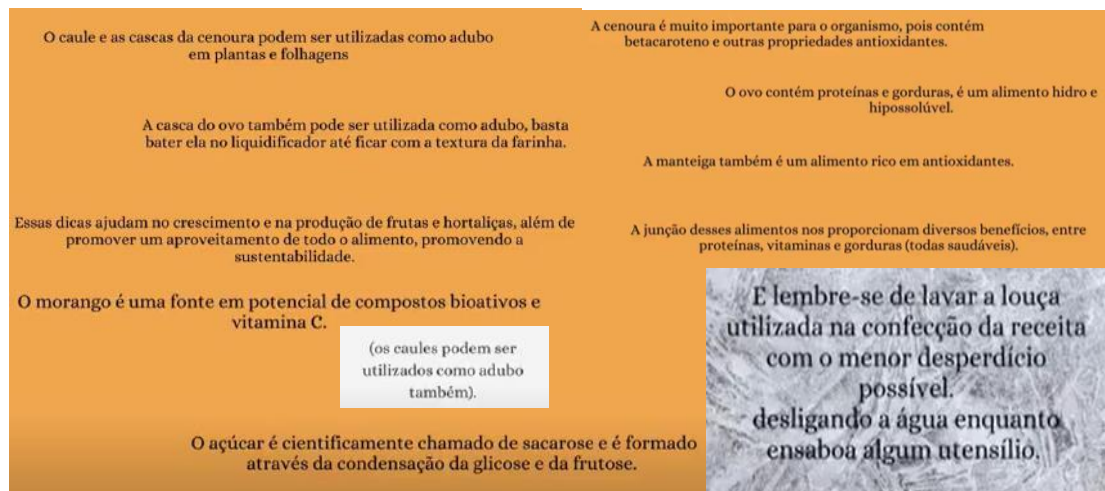 O caule e as cascas da cenoura podem ser utilizadas como adubo
em plantas e folhagens
A casca do ovo também pode ser utilizada como adubo, basta
bater ela no liquidificador até ficar com a textura da farinha.
Essas dicas ajudam no crescimento e na produção de frutas e hortaliças, além de
promover um aproveitamento de todo o alimento, promovendo a
sustentabilidade.
O morango é uma fonte em potencial de compostos bioativos e
vitamina C.
(os caules podem ser
utilizados como adubo
também).
O açúcar é cientificamente chamado de sacarose e é formado
através da condensação da glicose e da frutose.
A cenoura é muito importante para o organismo, pois contém
betacaroteno e outras propriedades antioxidantes.
O ovo contém proteínas e gorduras, é um alimento hidro e
hipossolúvel.
A manteiga também é um alimento rico em antioxidantes.
A junção desses alimentos nos proporcionam diversos benefícios, entre
proteínas, vitaminas e gorduras (todas saudáveis).
E lembre-se de lavar a louça
utilizada na confecção da receita
com o menor desperdício
possível.
desligando a água enquanto
ensaboa algum utensílio.